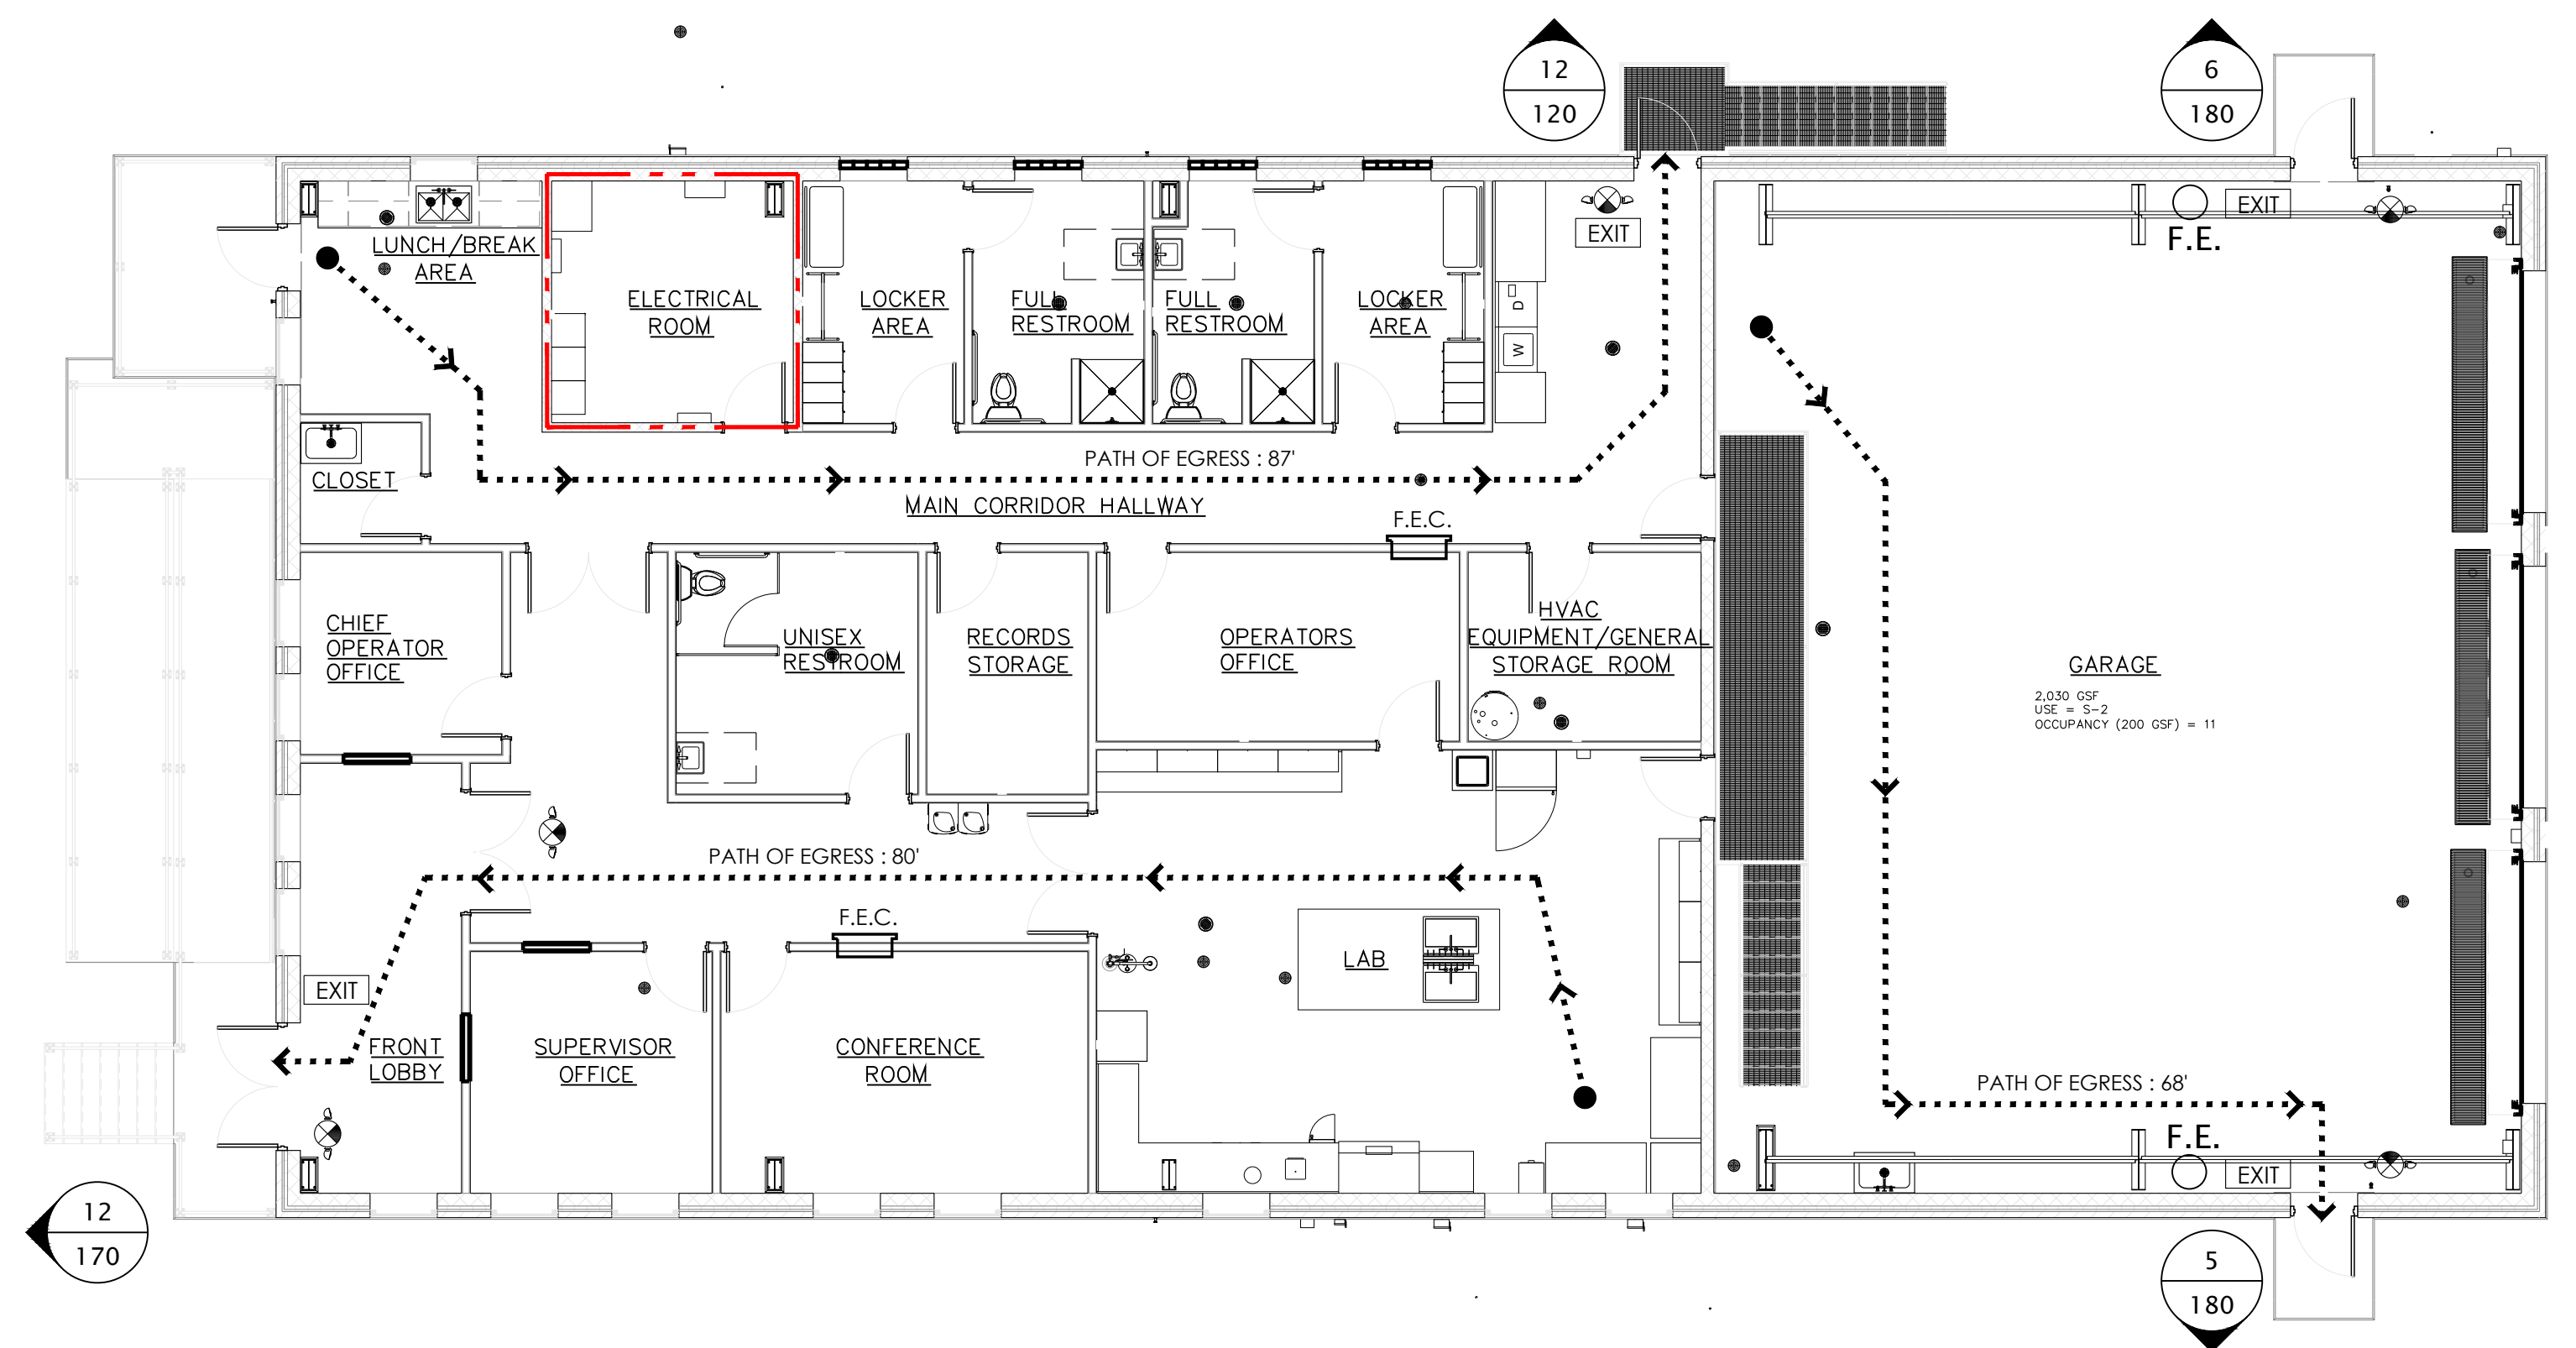 12
120
6
180
EXIT
F.E.
EXIT
LUNCH/BREAK
AREA
ELECTRICAL
ROOM
LOCKER
AREA
FULL
RESTROOM
FULL
RESTROOM
LOCKER
AREA
D
W
PATH OF EGRESS : 87'
CLOSET
MAIN CORRIDOR HALLWAY
F.E.C.
CHIEF
OPERATOR
OFFICE
UNISEX
RESTROOM
RECORDS
STORAGE
OPERATORS
OFFICE
HVAC
EQUIPMENT/GENERAL
STORAGE ROOM
GARAGE
2,030 GSF
USE = S-2
OCCUPANCY (200 GSF) = 11
PATH OF EGRESS : 80'
F.E.C.
LAB
EXIT
FRONT
LOBBY
SUPERVISOR
OFFICE
CONFERENCE
ROOM
PATH OF EGRESS : 68'
F.E.
EXIT
12
170
5
180